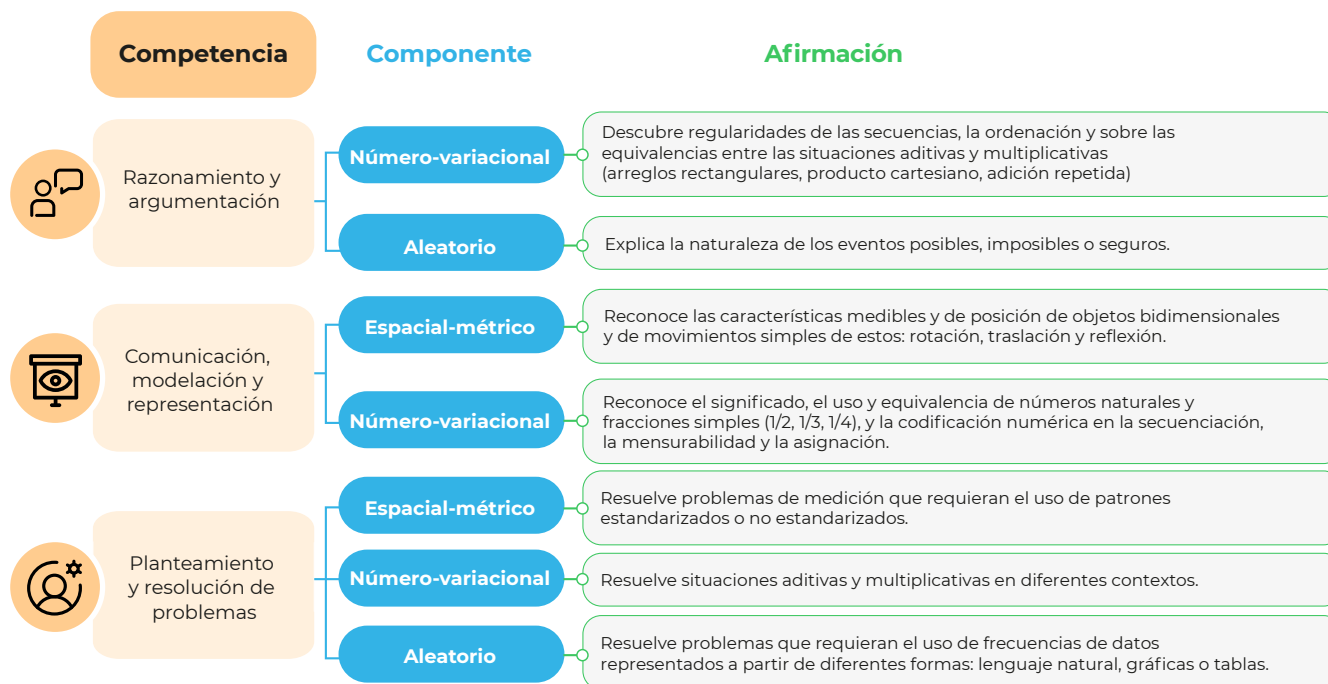 Competencia
Componente
Afirmación
Razonamiento y
argumentación
Número-variacional
Descubre regularidades de las secuencias, la ordenación y sobre las
equivalencias entre las situaciones aditivas y multiplicativas
(arreglos rectangulares, producto cartesiano, adición repetida)
Aleatorio
Explica la naturaleza de los eventos posibles, imposibles o seguros.
Comunicación,
modelación y
representación
Espacial-métrico
Reconoce las características medibles y de posición de objetos bidimensionales
y de movimientos simples de estos: rotación, traslación y reflexión.
Número-variacional
Reconoce el significado, el uso y equivalencia de números naturales y
fracciones simples (1/2, 1/3, 1/4), y la codificación numérica en la secuenciación,
la mensurabilidad y la asignación.
Planteamiento
y resolución de
problemas
Espacial-métrico
Resuelve problemas de medición que requieran el uso de patrones
estandarizados o no estandarizados.
Número-variacional
Resuelve situaciones aditivas y multiplicativas en diferentes contextos.
Aleatorio
Resuelve problemas que requieran el uso de frecuencias de datos
representados a partir de diferentes formas: lenguaje natural, gráficas o tablas.